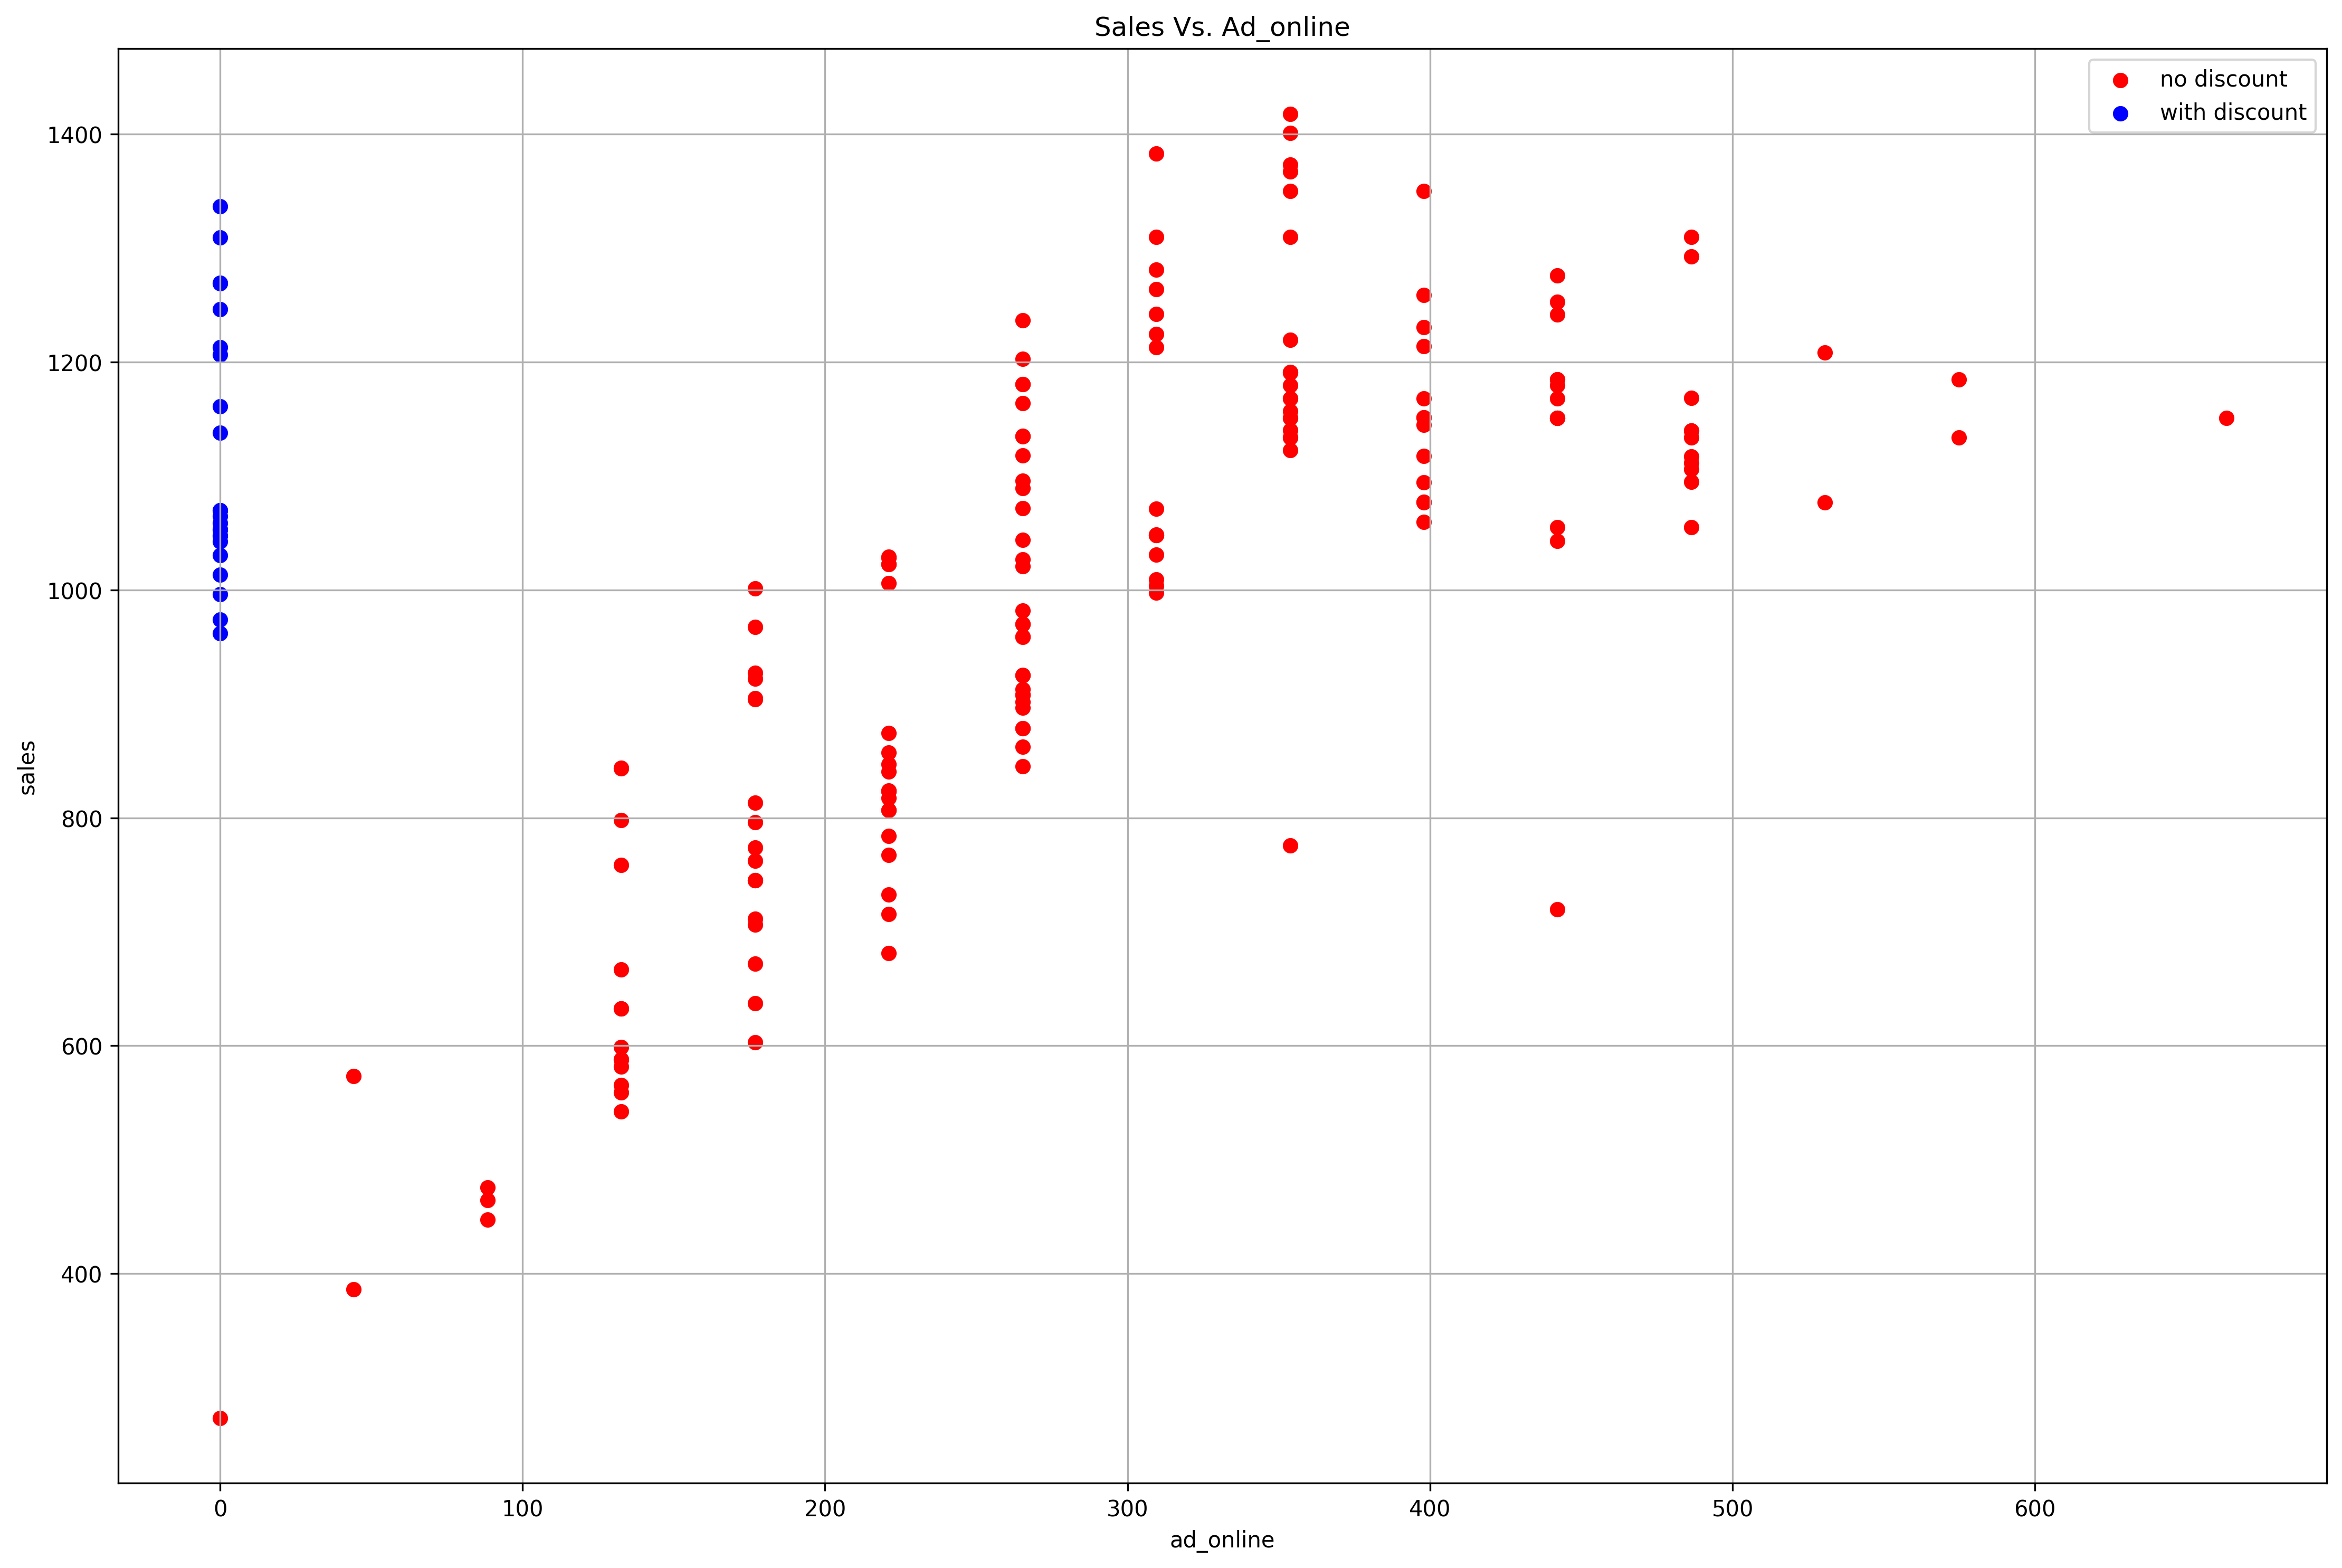 Sales Vs. Ad_online
no discount
with discount
1400
1200
1000
800
600
400
sales
0 100 200 300 400 500 600
ad_online